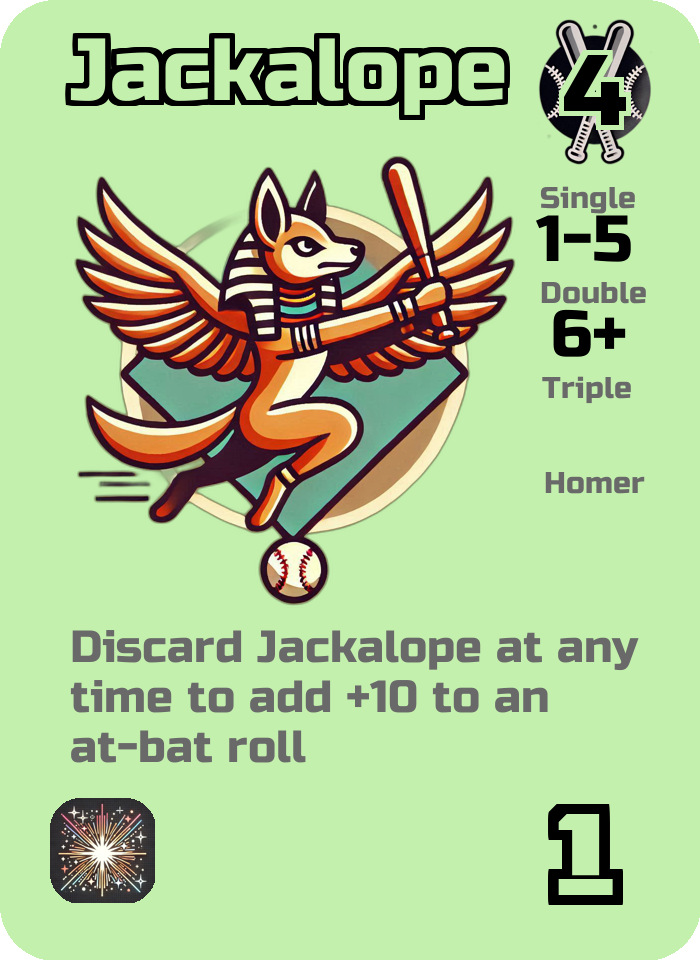 Jackalope
4
Single
1-5
Double
6+
Triple
Homer
Discard Jackalope at any
time to add +10 to an
at-bat roll
1